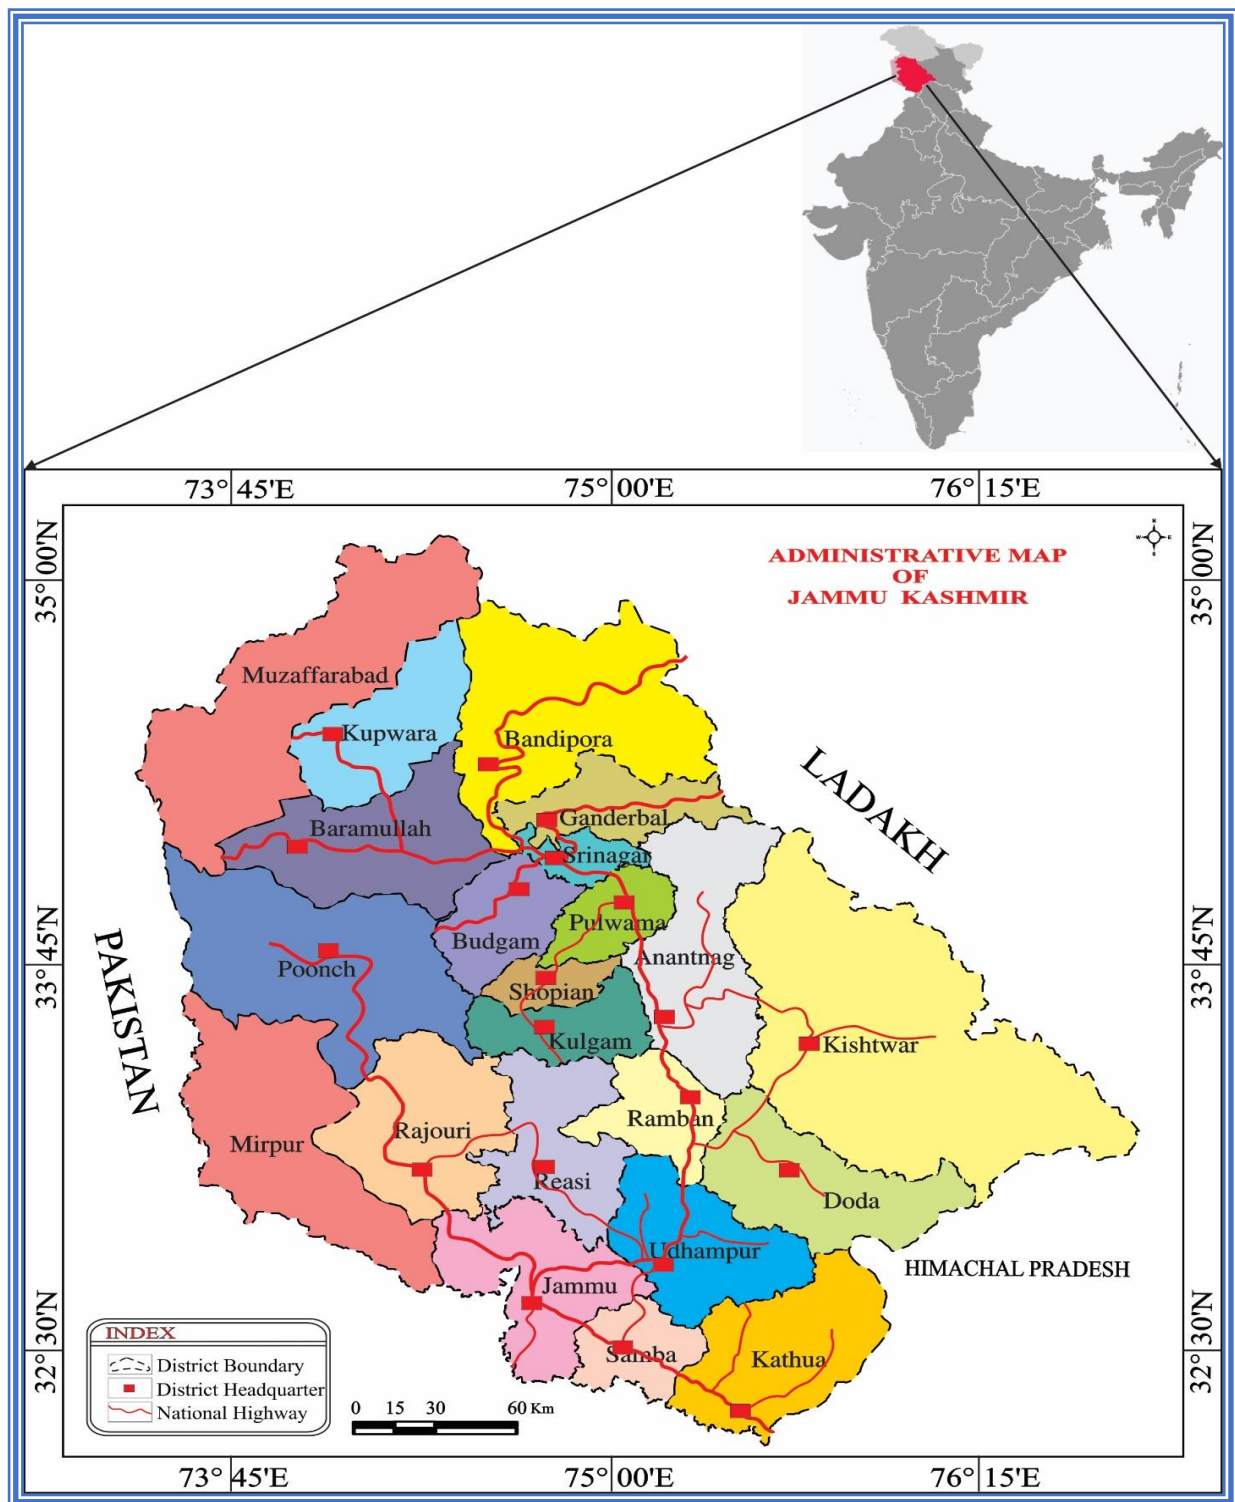 73°45'E
75°00'E
76°15'E
35°00'N
35°00'N
N
W
E
S
ADMINISTRATIVE MAP
OF
JAMMU KASHMIR
Muzaffarabad
Kupwara
Bandipora
LADAKH
Ganderbal
Baramullah
Srinagar
Pulwama
Budgam
Anantnag
33°45'N
33°45'N
PAKISTAN
Poonch
Shopian
Kulgam
Kishtwar
Ramban
Rajouri
Mirpur
Reasi
Doda
Udhampur
HIMACHAL PRADESH
Jammu
Samba
Kathua
32°30'N
32°30'N
INDEX
District Boundary
District Headquarter
National Highway
0 15 30 60 Km
73°45'E
75°00'E
76°15'E